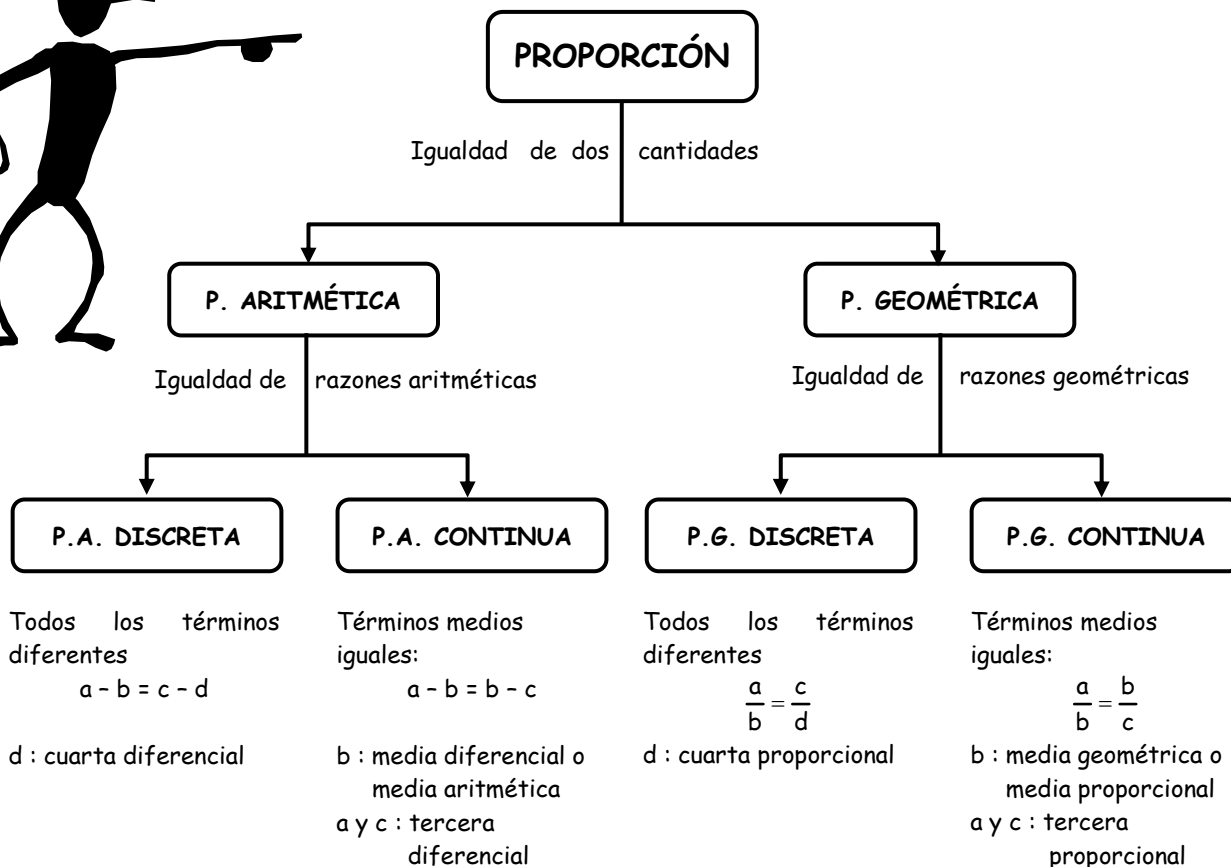 PROPORCIÓN
Igualdad de dos cantidades
P. ARITMÉTICA
P. GEOMÉTRICA
Igualdad de razones aritméticas
Igualdad de razones geométricas
P.A. DISCRETA
P.A. CONTINUA
P.G. DISCRETA
P.G. CONTINUA
Todos los términos
diferentes
a – b = c – d
d : cuarta diferencial
Términos medios
iguales:
a – b = b – c
b : media diferencial o
media aritmética
a y c : tercera
diferencial
Todos los términos
diferentes
a/b = c/d
d : cuarta proporcional
Términos medios
iguales:
a/b = b/c
b : media geométrica o
media proporcional
a y c : tercera
proporcional